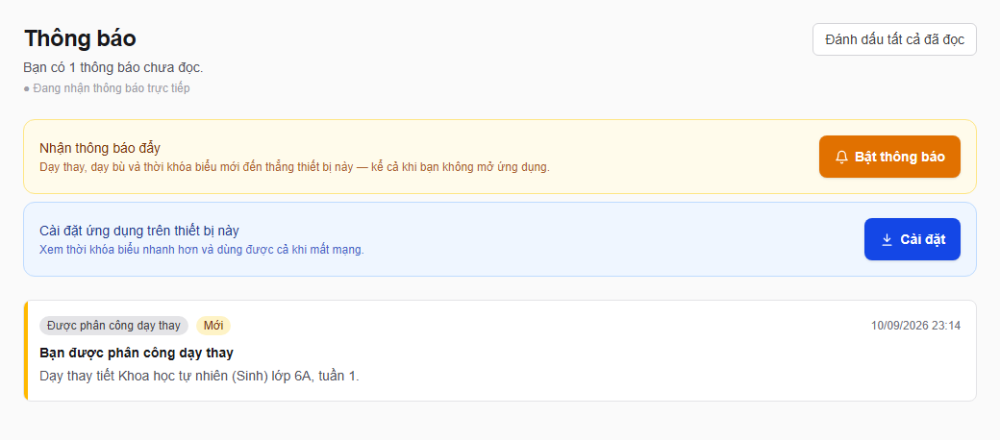 Thông báo
Đánh dấu tất cả đã đọc
Bạn có 1 thông báo chưa đọc.
● Đang nhận thông báo trực tiếp
Nhận thông báo đẩy
Dạy thay, dạy bù và thời khóa biểu mới đến thẳng thiết bị này — kể cả khi bạn không mở ứng dụng.
Bật thông báo
Cài đặt ứng dụng trên thiết bị này
Xem thời khóa biểu nhanh hơn và dùng được cả khi mất mạng.
Cài đặt
Được phân công dạy thay Mới 10/09/2026 23:14
Bạn được phân công dạy thay
Dạy thay tiết Khoa học tự nhiên (Sinh) lớp 6A, tuần 1.